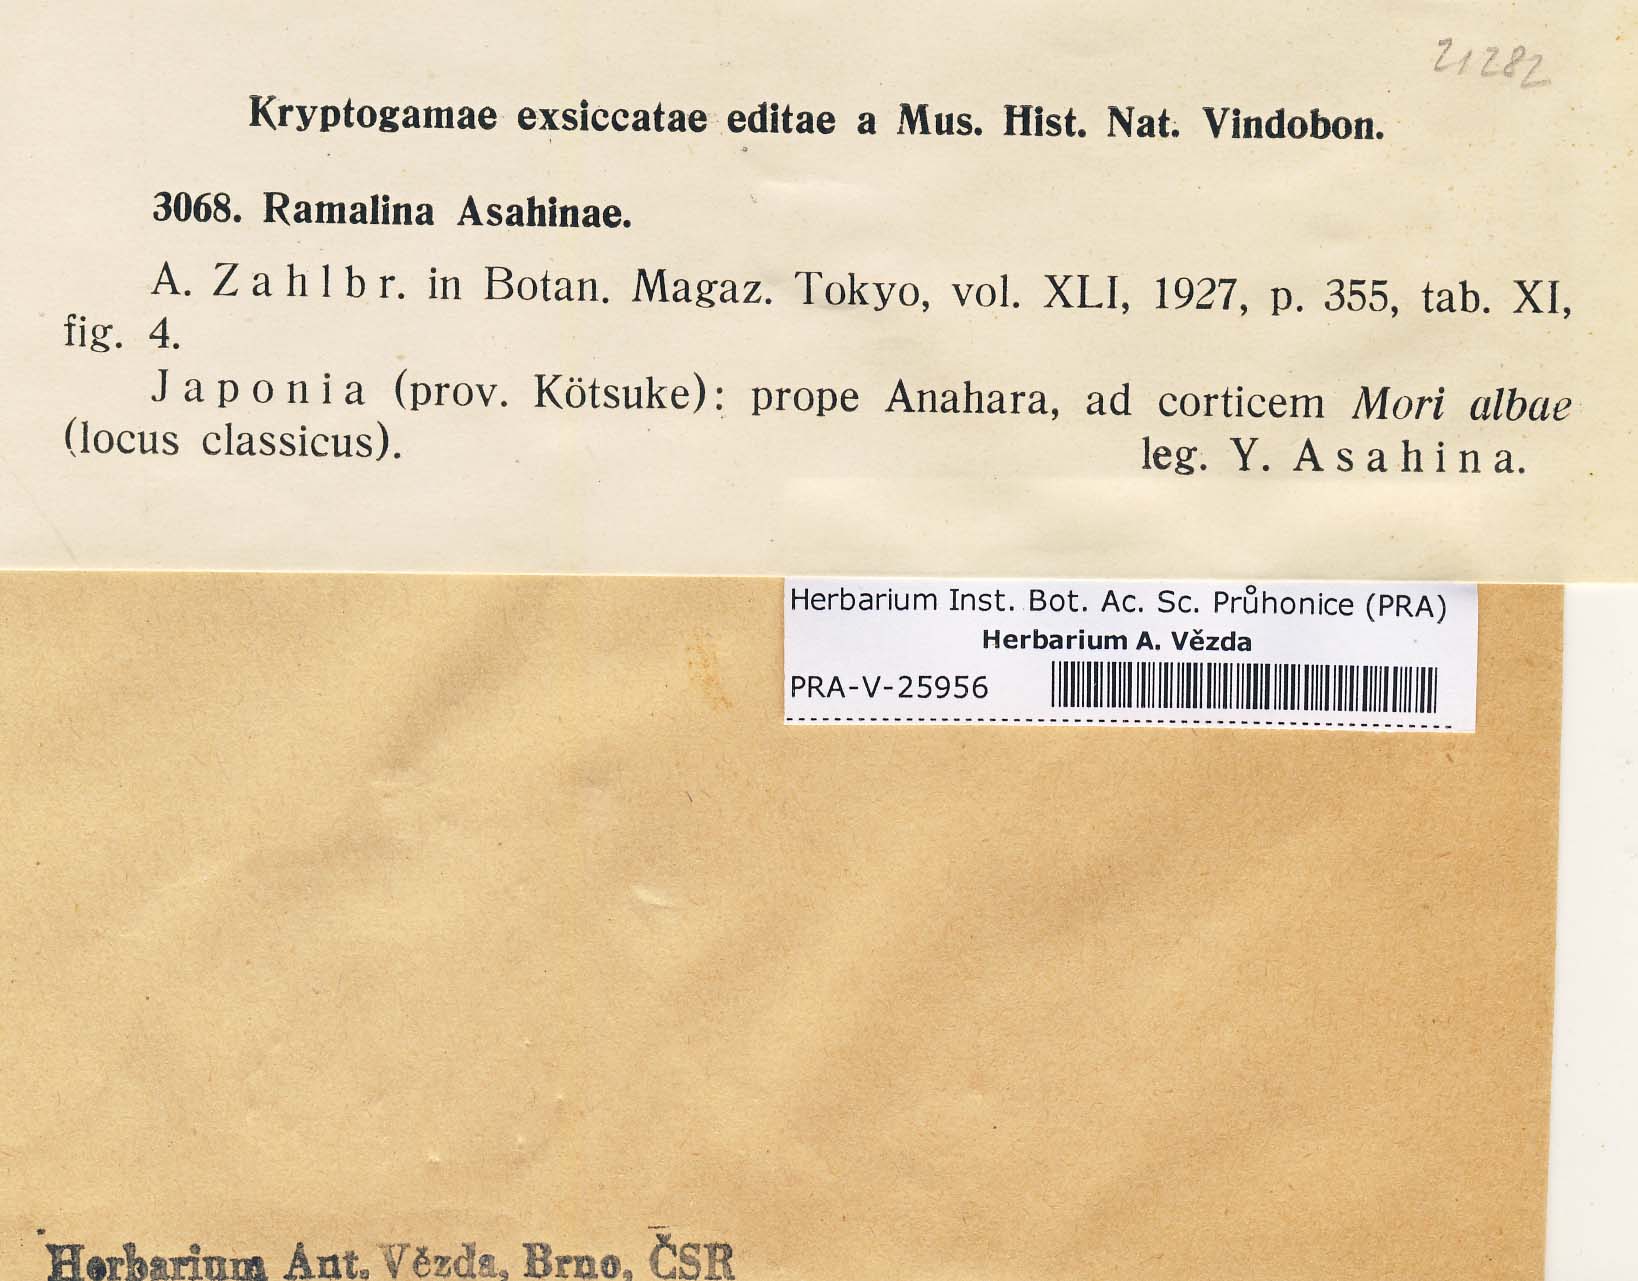 21282
Kryptogamae exsiccatae editae a Mus. Hist. Nat. Vindobon.
3068. Ramalina Asahinae.
A. Zahlbr. in Botan. Magaz. Tokyo, vol. XLI, 1927, p. 355, tab. XI,
fig. 4.
Japonia (prov. Kötsuke): prope Anahara, ad corticem Mori albae
(locus classicus).
leg. Y. Asahina.
Herbarium Inst. Bot. Ac. Sc. Průhonice (PRA)
Herbarium A. Vězda
PRA-V-25956
Herbarium Ant. Vězda, Brno, ČSR